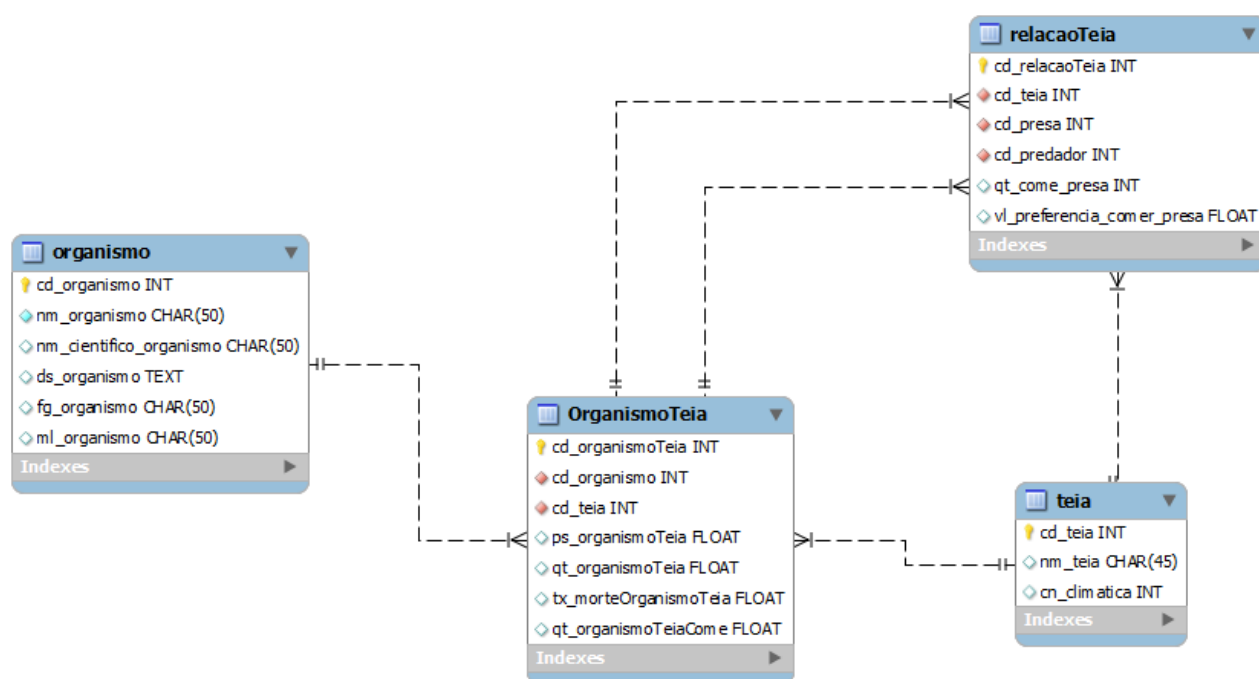 relacaoTeia
cd_relacaoTeia INT
cd_teia INT
cd_presa INT
cd_predador INT
qt_come_presa INT
vl_preferencia_comer_presa FLOAT
Indexes
organismo
cd_organismo INT
nm_organismo CHAR(50)
nm_cientifico_organismo CHAR(50)
ds_organismo TEXT
fg_organismo CHAR(50)
ml_organismo CHAR(50)
Indexes
OrganismoTeia
cd_organismoTeia INT
cd_organismo INT
cd_teia INT
ps_organismoTeia FLOAT
qt_organismoTeia FLOAT
tx_morteOrganismoTeia FLOAT
qt_organismoTeiaCome FLOAT
Indexes
teia
cd_teia INT
nm_teia CHAR(45)
cn_climatica INT
Indexes